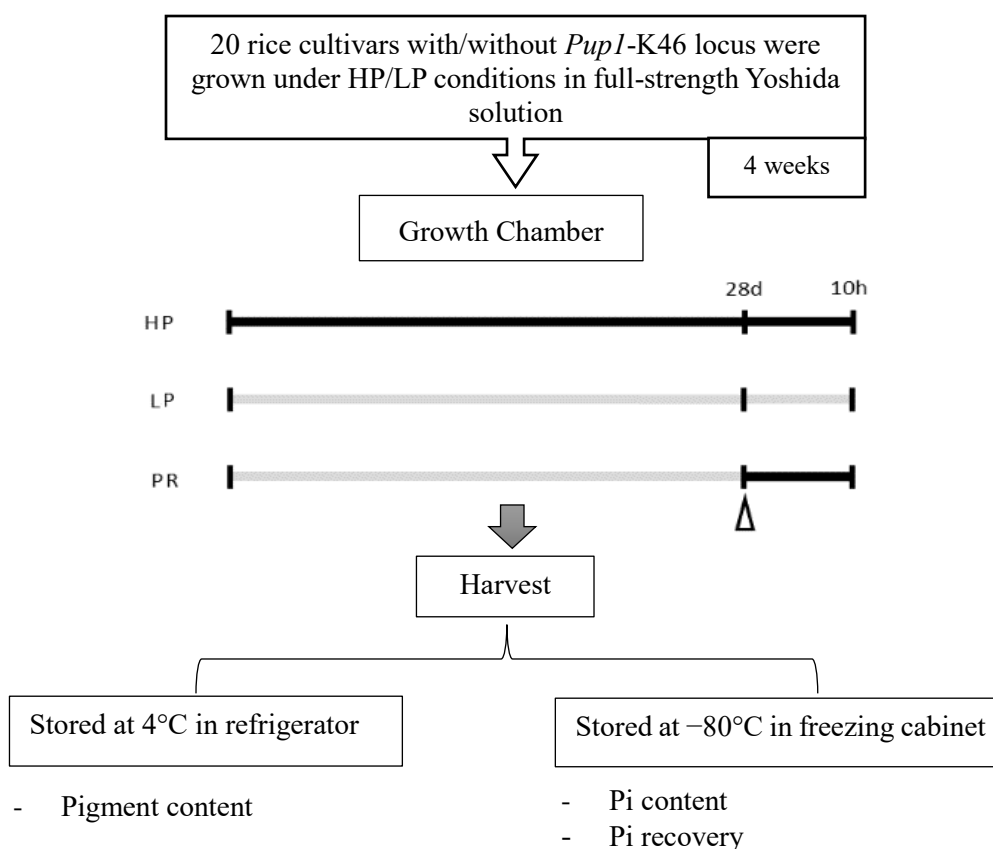 20 rice cultivars with/without Pup1-K46 locus were
grown under HP/LP conditions in full-strength Yoshida
solution
4 weeks
Growth Chamber
28d
10h
HP
LP
PR
Harvest
Stored at 4°C in refrigerator
Stored at −80°C in freezing cabinet
- Pigment content
- Pi content
- Pi recovery